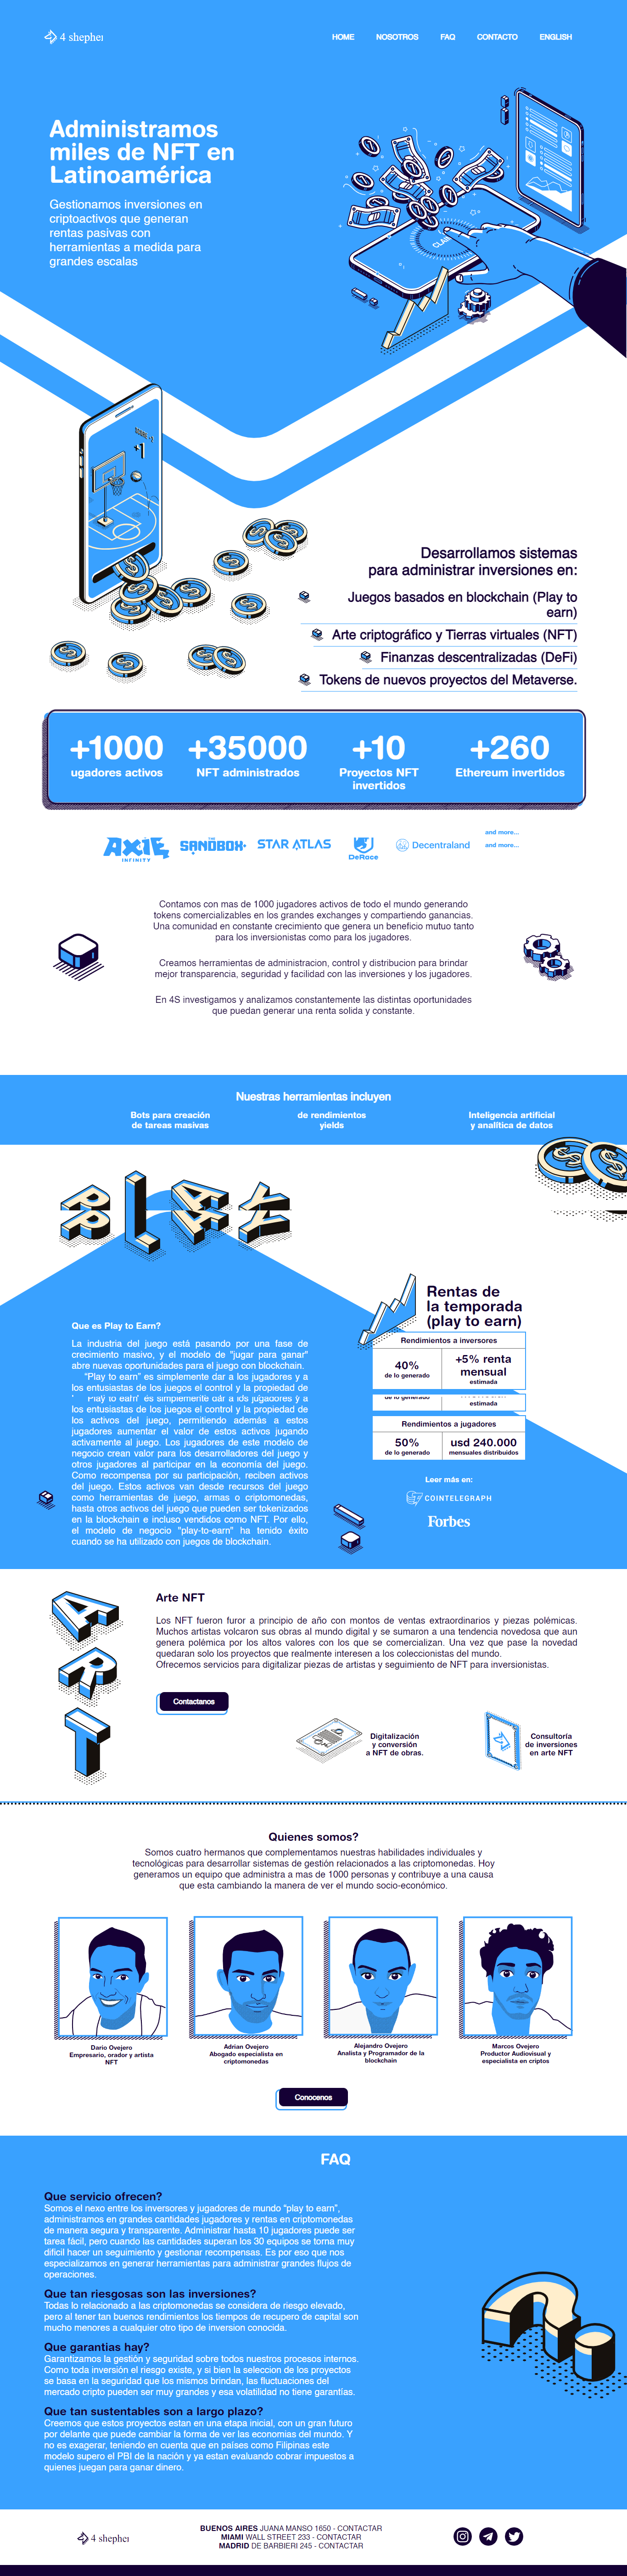 4 shepher
HOME NOSOTROS FAQ CONTACTO ENGLISH
Administramos
miles de NFT en
Latinoamérica
Gestionamos inversiones en
criptoactivos que generan
rentas pasivas con
herramientas a medida para
grandes escalas
Desarrollamos sistemas
para administrar inversiones en:
Juegos basados en blockchain (Play to
earn)
Arte criptográfico y Tierras virtuales (NFT)
Finanzas descentralizadas (DeFi)
Tokens de nuevos proyectos del Metaverse.
+1000 +35000 +10 +260
ugadores activos NFT administrados Proyectos NFT Ethereum invertidos
invertidos
and more...
AXIE INFINITY THE SANDBOX STAR ATLAS DeRace Decentraland and more...
Contamos con mas de 1000 jugadores activos de todo el mundo generando
tokens comercializables en los grandes exchanges y compartiendo ganancias.
Una comunidad en constante crecimiento que genera un beneficio mutuo tanto
para los inversionistas como para los jugadores.
Creamos herramientas de administracion, control y distribucion para brindar
mejor transparencia, seguridad y facilidad con las inversiones y los jugadores.
En 4S investigamos y analizamos constantemente las distintas oportunidades
que puedan generar una renta solida y constante.
Nuestras herramientas incluyen
Bots para creación de rendimientos Inteligencia artificial
de tareas masivas yields y analítica de datos
PLAY
Rentas de
la temporada
(play to earn)
Rendimientos a inversores
40% +5% renta
mensual
de lo generado estimada
de lo generado
estimada
Rendimientos a jugadores
50% usd 240.000
de lo generado mensuales distribuidos
Leer más en:
COINTELEGRAPH
Forbes
Que es Play to Earn?
La industria del juego está pasando por una fase de
crecimiento masivo, y el modelo de "jugar para ganar"
abre nuevas oportunidades para el juego con blockchain.
"Play to earn" es simplemente dar a los jugadores y a
los entusiastas de los juegos el control y la propiedad de
Play to earn" es simplemente dar a los jugadores y a
los entusiastas de los juegos el control y la propiedad de
los activos del juego, permitiendo además a estos
jugadores aumentar el valor de estos activos jugando
activamente al juego. Los jugadores de este modelo de
negocio crean valor para los desarrolladores del juego y
otros jugadores al participar en la economía del juego.
Como recompensa por su participación, reciben activos
del juego. Estos activos van desde recursos del juego
como herramientas de juego, armas o criptomonedas,
hasta otros activos del juego que pueden ser tokenizados
en la blockchain e incluso vendidos como NFT. Por ello,
el modelo de negocio "play-to-earn" ha tenido éxito
cuando se ha utilizado con juegos de blockchain.
ART
Arte NFT
Los NFT fueron furor a principio de año con montos de ventas extraordinarios y piezas polémicas.
Muchos artistas volcaron sus obras al mundo digital y se sumaron a una tendencia novedosa que aun
genera polémica por los altos valores con los que se comercializan. Una vez que pase la novedad
quedaran solo los proyectos que realmente interesen a los coleccionistas del mundo.
Ofrecemos servicios para digitalizar piezas de artistas y seguimiento de NFT para inversionistas.
Contactanos
Digitalización
y conversión
a NFT de obras.
Consultoría
de inversiones
en arte NFT
Quienes somos?
Somos cuatro hermanos que complementamos nuestras habilidades individuales y
tecnológicas para desarrollar sistemas de gestión relacionados a las criptomonedas. Hoy
generamos un equipo que administra a mas de 1000 personas y contribuye a una causa
que esta cambiando la manera de ver el mundo socio-económico.
Dario Ovejero
Empresario, orador y artista
NFT
Adrian Ovejero
Abogado especialista en
criptomonedas
Alejandro Ovejero
Analista y Programador de la
blockchain
Marcos Ovejero
Productor Audiovisual y
especialista en criptos
Conocenos
FAQ
Que servicio ofrecen?
Somos el nexo entre los inversores y jugadores de mundo "play to earn",
administramos en grandes cantidades jugadores y rentas en criptomonedas
de manera segura y transparente. Administrar hasta 10 jugadores puede ser
tarea fácil, pero cuando las cantidades superan los 30 equipos se torna muy
difícil hacer un seguimiento y gestionar recompensas. Es por eso que nos
especializamos en generar herramientas para administrar grandes flujos de
operaciones.
Que tan riesgosas son las inversiones?
Todas lo relacionado a las criptomonedas se considera de riesgo elevado,
pero al tener tan buenos rendimientos los tiempos de recupero de capital son
mucho menores a cualquier otro tipo de inversion conocida.
Que garantias hay?
Garantizamos la gestión y seguridad sobre todos nuestros procesos internos.
Como toda inversión el riesgo existe, y si bien la seleccion de los proyectos
se basa en la seguridad que los mismos brindan, las fluctuaciones del
mercado cripto pueden ser muy grandes y esa volatilidad no tiene garantías.
Que tan sustentables son a largo plazo?
Creemos que estos proyectos estan en una etapa inicial, con un gran futuro
por delante que puede cambiar la forma de ver las economias del mundo. Y
no es exagerar, teniendo en cuenta que en países como Filipinas este
modelo supero el PBI de la nación y ya estan evaluando cobrar impuestos a
quienes juegan para ganar dinero.
4 shepher
BUENOS AIRES JUANA MANSO 1650 - CONTACTAR
MIAMI WALL STREET 233 - CONTACTAR
MADRID DE BARBIERI 245 - CONTACTAR